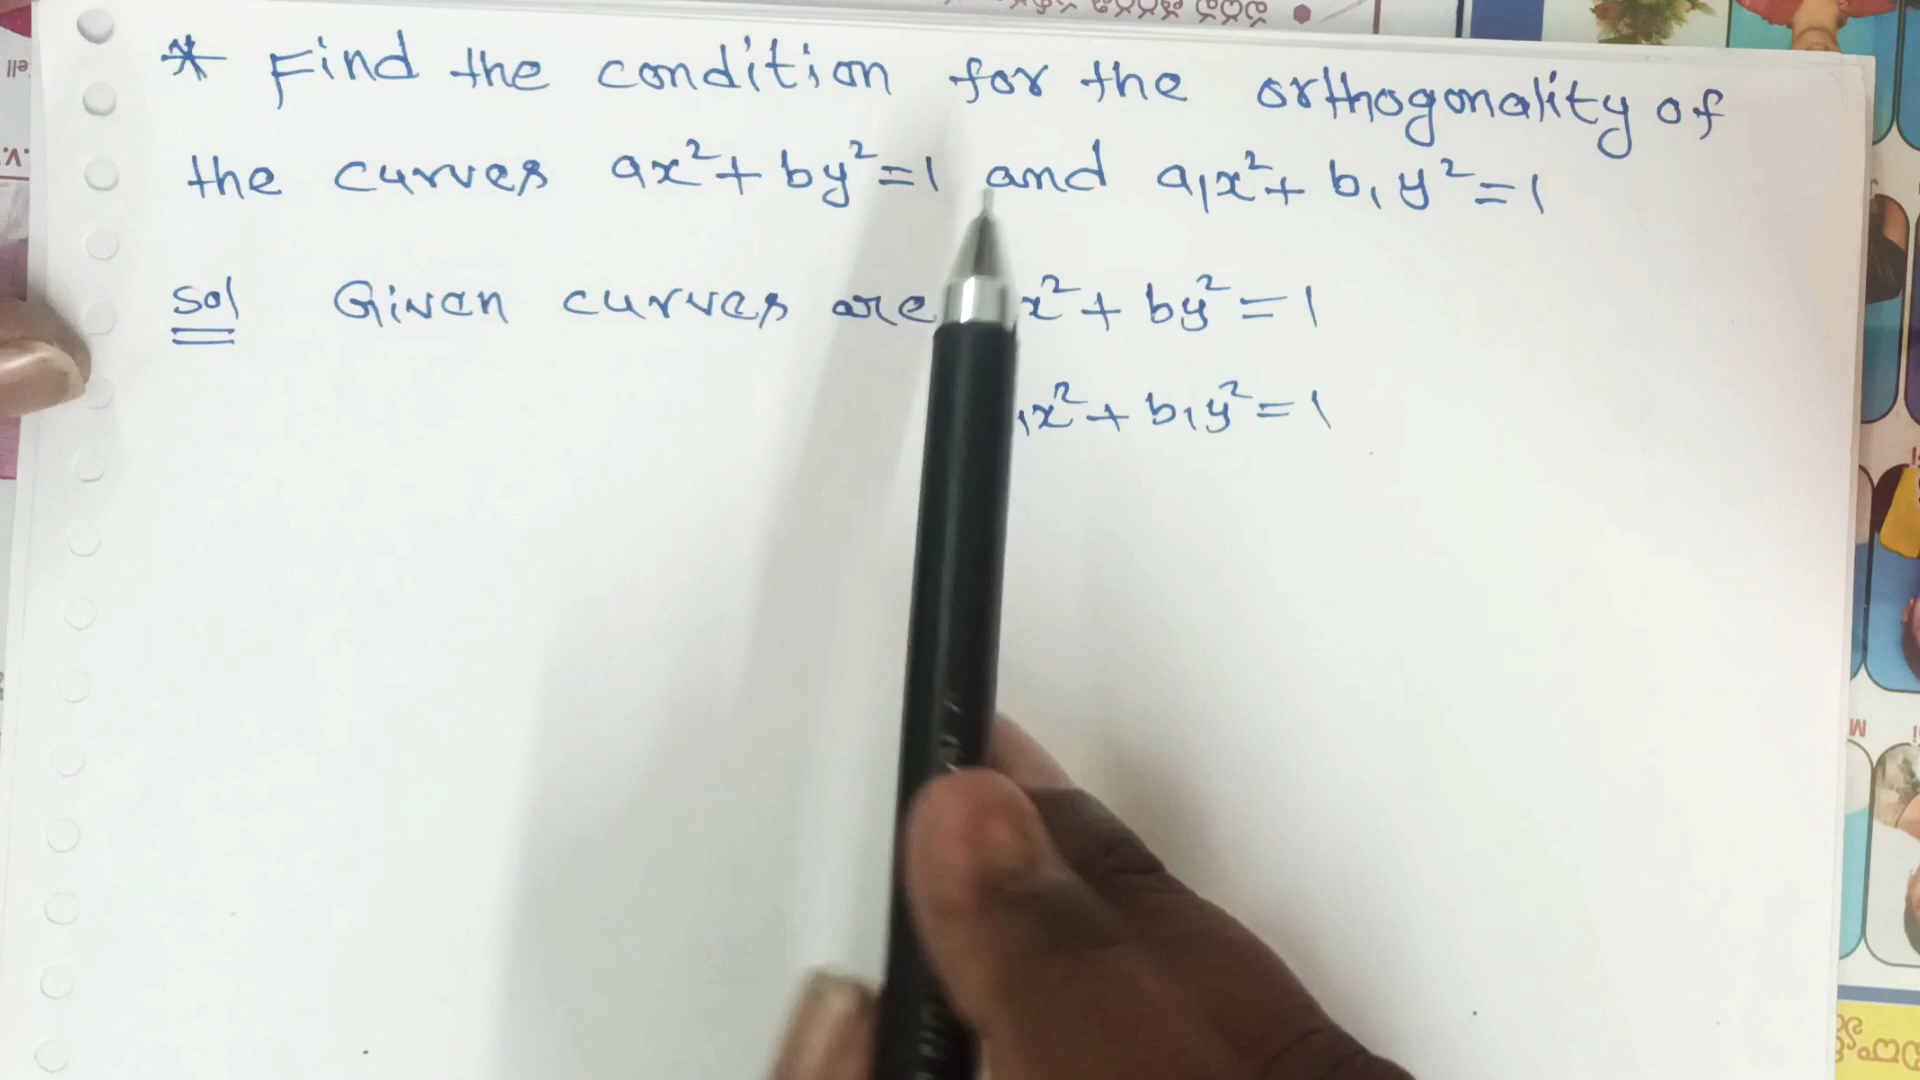 * Find the condition for the orthogonality of
the curves ax²+by²=1 and a₁x²+b₁y²=1
Sol Given curves are x²+by²=1
₁x²+b₁y²=1